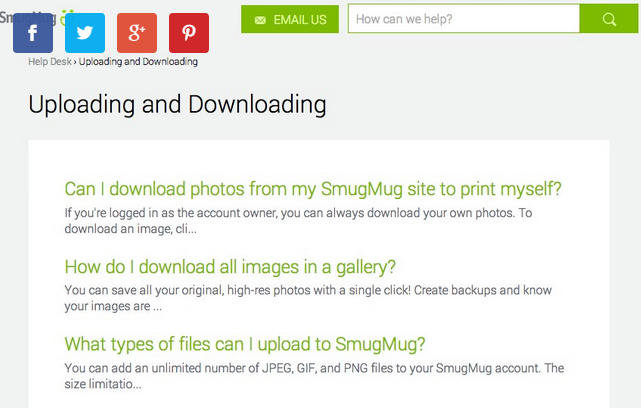 SmugMug
EMAIL US
How can we help?
Help Desk › Uploading and Downloading
Uploading and Downloading
Can I download photos from my SmugMug site to print myself?
If you're logged in as the account owner, you can always download your own photos. To
download an image, cli...
How do I download all images in a gallery?
You can save all your original, high-res photos with a single click! Create backups and know
your images are ...
What types of files can I upload to SmugMug?
You can add an unlimited number of JPEG, GIF, and PNG files to your SmugMug account. The
size limitatio...